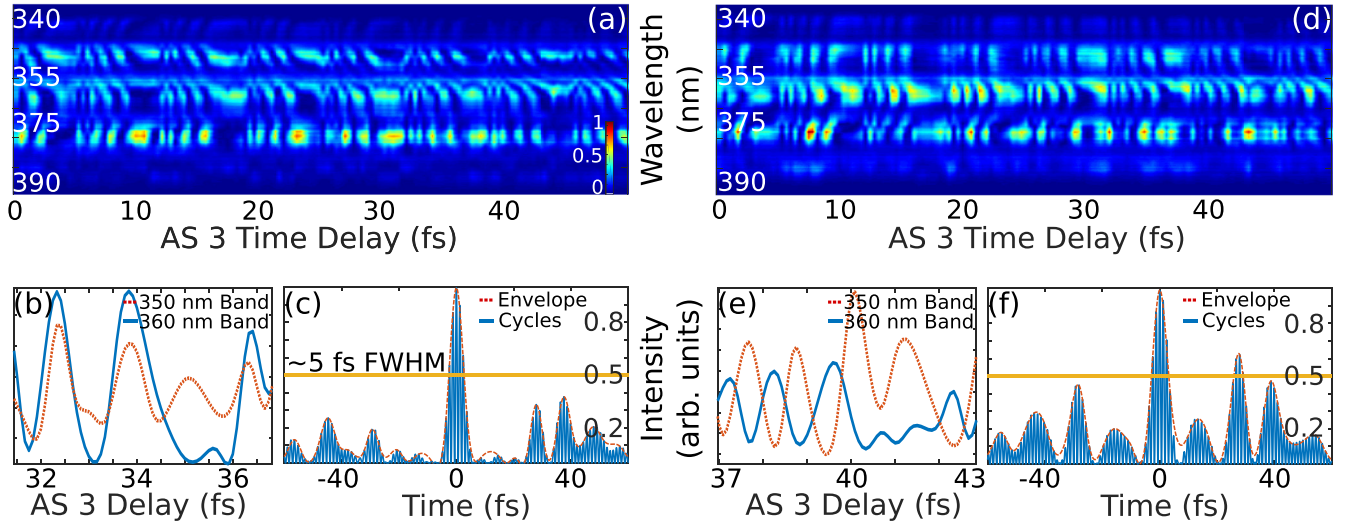 340
(a)
355
375
390
1
0.5
0
0 10 20 30 40
AS 3 Time Delay (fs)
Wavelength
(nm)
340
(d)
355
375
390
0 10 20 30 40
AS 3 Time Delay (fs)
(b)
350 nm Band
360 nm Band
32 34 36
AS 3 Delay (fs)
(c)
Envelope
Cycles
0.8
~5 fs FWHM
0.5
0.2
-40 0 40
Time (fs)
Intensity
(arb. units)
(e)
350 nm Band
360 nm Band
37 40 43
AS 3 Delay (fs)
(f)
Envelope
Cycles
0.8
0.5
0.2
-40 0 40
Time (fs)